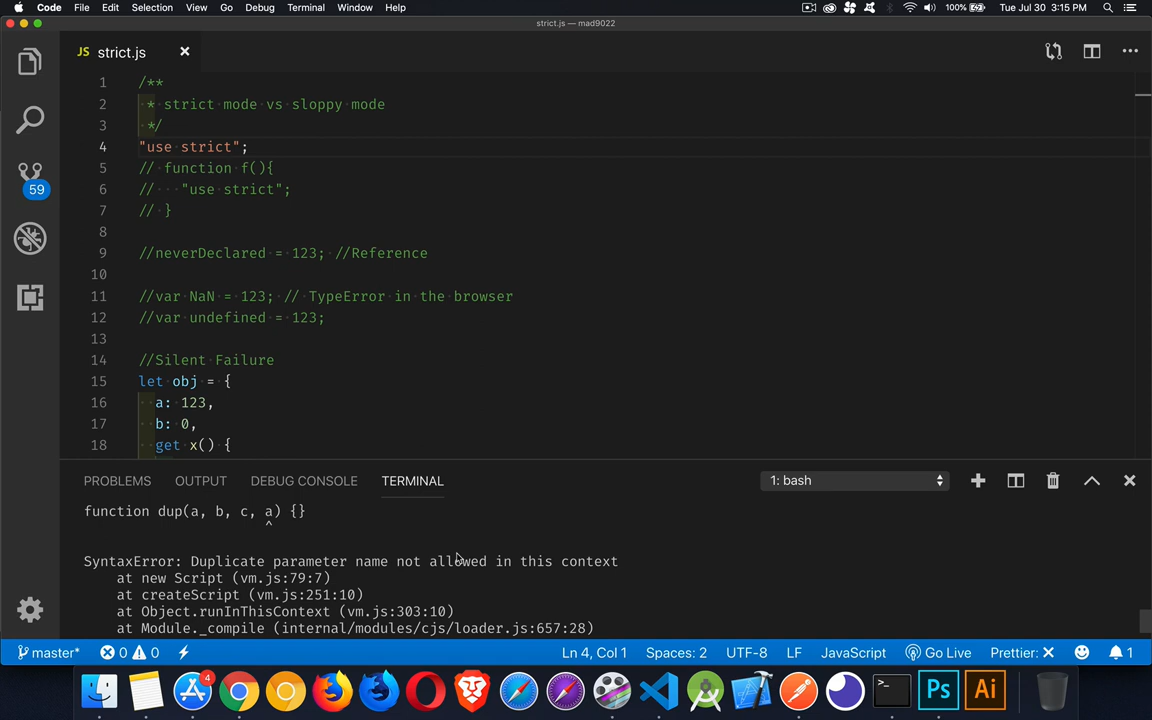 Code File Edit Selection View Go Debug Terminal Window Help 100% Tue Jul 30 3:15 PM
strict.js — mad9022
JS strict.js
1 /**
2 * strict mode vs sloppy mode
3 */
4 "use strict";
5 // function f(){
6 // "use strict";
7 // }
8
9 //neverDeclared = 123; //Reference
10
11 //var NaN = 123; // TypeError in the browser
12 //var undefined = 123;
13
14 //Silent Failure
15 let obj = {
16 a: 123,
17 b: 0,
18 get x() {
59
PROBLEMS OUTPUT DEBUG CONSOLE TERMINAL 1: bash
function dup(a, b, c, a) {}
^
SyntaxError: Duplicate parameter name not allowed in this context
at new Script (vm.js:79:7)
at createScript (vm.js:251:10)
at Object.runInThisContext (vm.js:303:10)
at Module._compile (internal/modules/cjs/loader.js:657:28)
master* 0 0 Ln 4, Col 1 Spaces: 2 UTF-8 LF JavaScript Go Live Prettier: 1
4 >_ Ps Ai